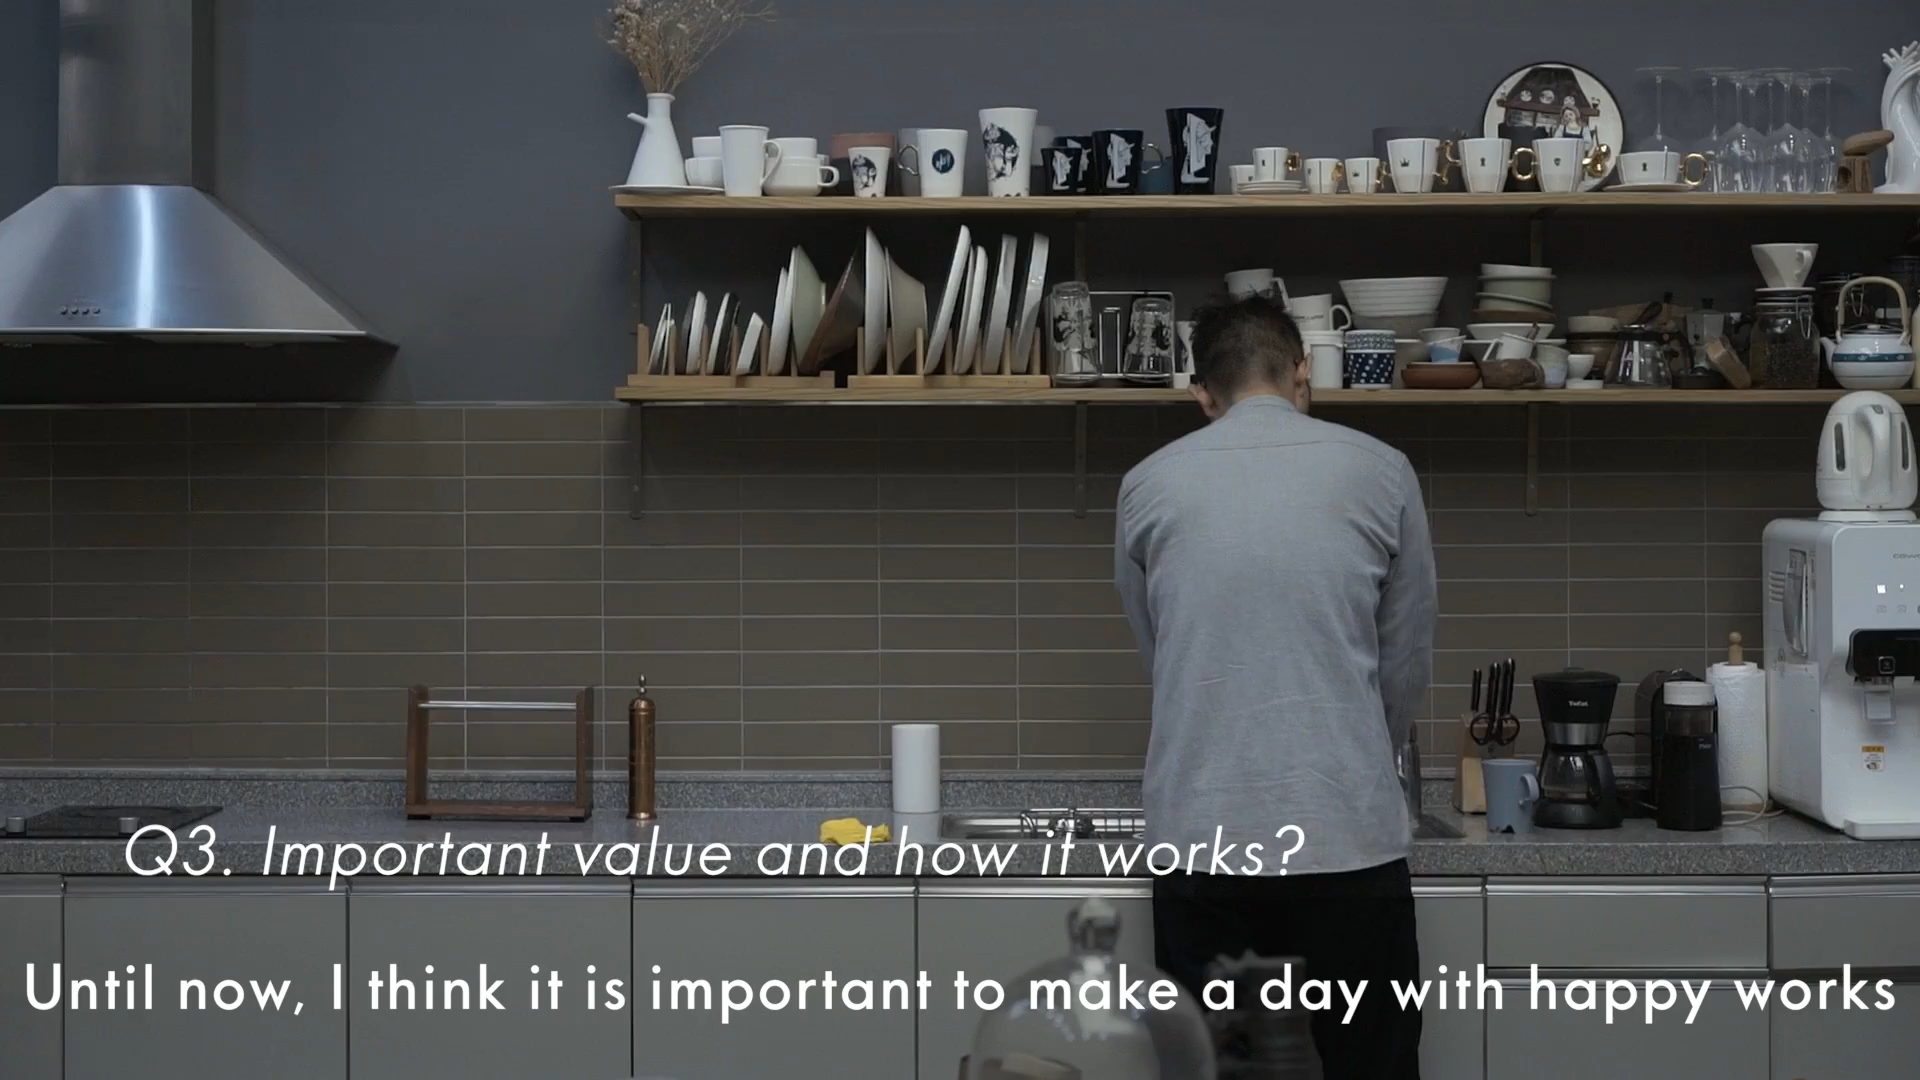 Tefal
Q3. Important value and how it works?
Until now, I think it is important to make a day with happy works